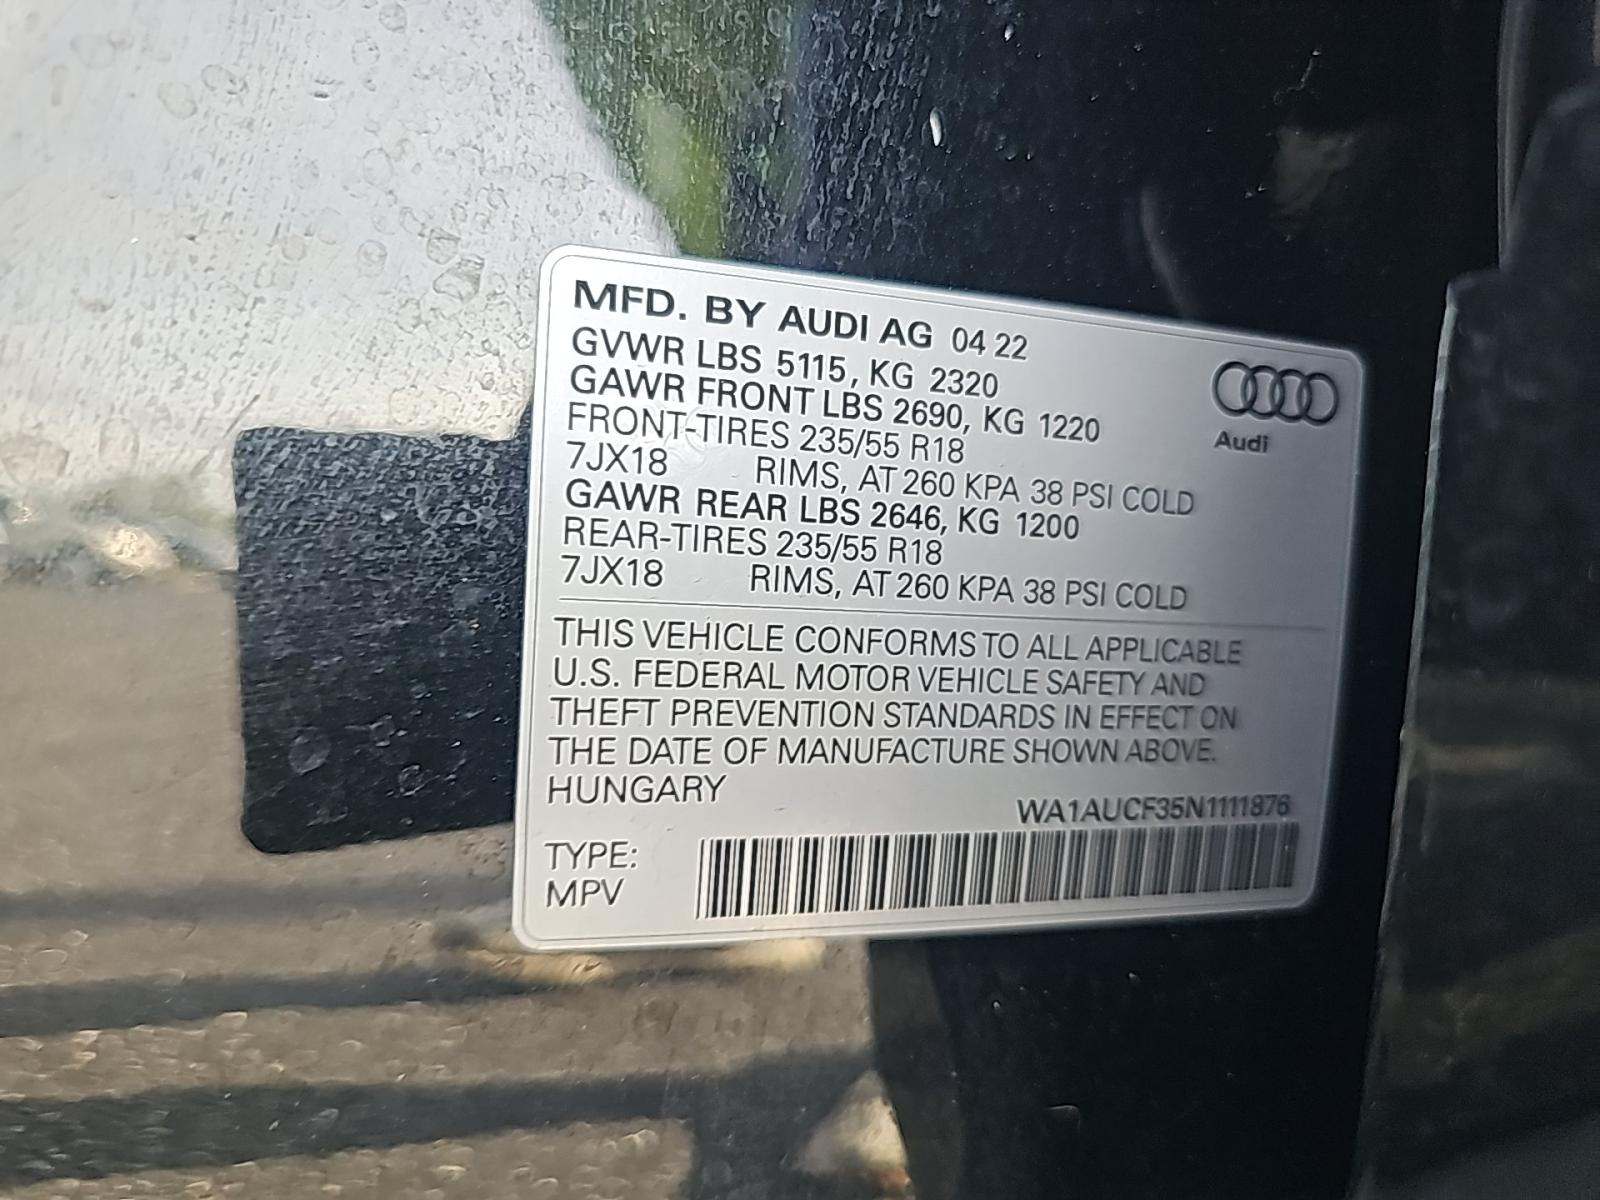 MFD. BY AUDI AG 04 22
GVWR LBS 5115, KG 2320
GAWR FRONT LBS 2690, KG 1220
FRONT-TIRES 235/55 R18
7JX18 RIMS, AT 260 KPA 38 PSI COLD
GAWR REAR LBS 2646, KG 1200
REAR-TIRES 235/55 R18
7JX18 RIMS, AT 260 KPA 38 PSI COLD
Audi
THIS VEHICLE CONFORMS TO ALL APPLICABLE
U.S. FEDERAL MOTOR VEHICLE SAFETY AND
THEFT PREVENTION STANDARDS IN EFFECT ON
THE DATE OF MANUFACTURE SHOWN ABOVE.
HUNGARY
WA1AUCF35N1111876
TYPE:
MPV